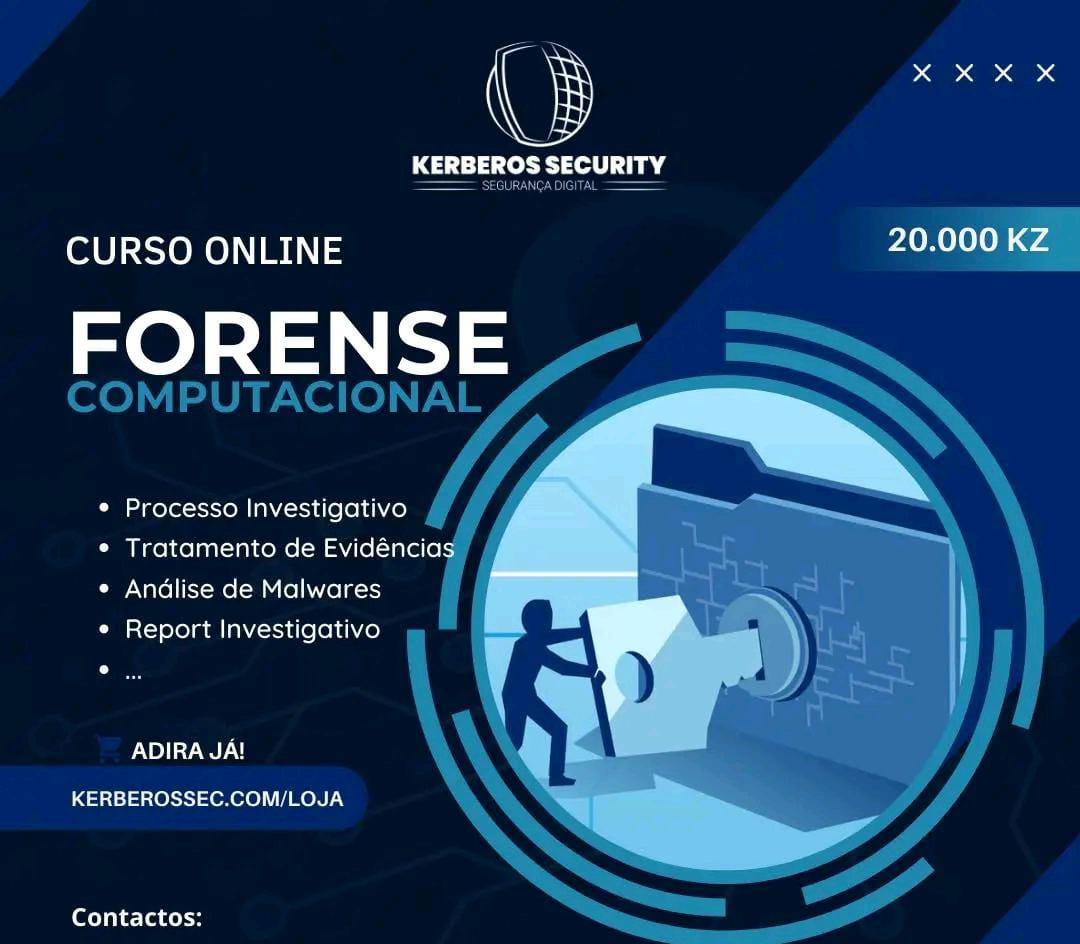 KERBEROS SECURITY
SEGURANÇA DIGITAL
20.000 KZ
CURSO ONLINE
FORENSE
COMPUTACIONAL
• Processo Investigativo
• Tratamento de Evidências
• Análise de Malwares
• Report Investigativo
• ...
ADIRA JÁ!
KERBEROSSEC.COM/LOJA
Contactos: